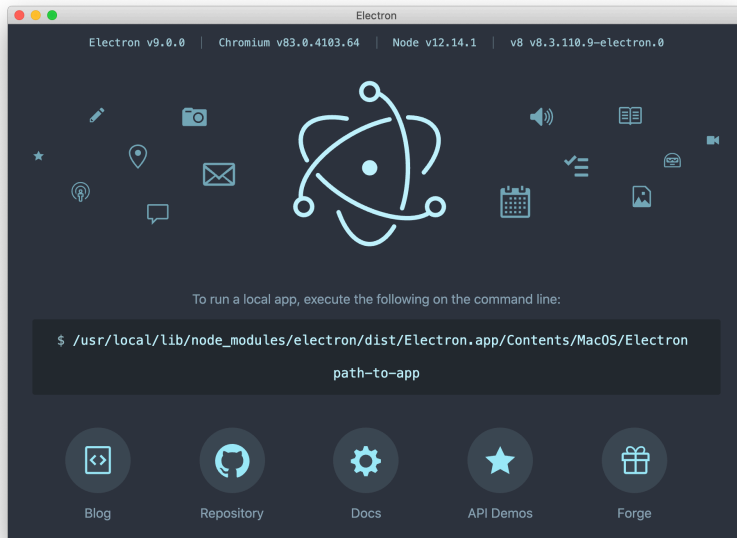 Electron
Electron v9.0.0 | Chromium v83.0.4103.64 | Node v12.14.1 | v8 v8.3.110.9-electron.0
To run a local app, execute the following on the command line:
$ /usr/local/lib/node_modules/electron/dist/Electron.app/Contents/MacOS/Electron
path-to-app
Blog Repository Docs API Demos Forge